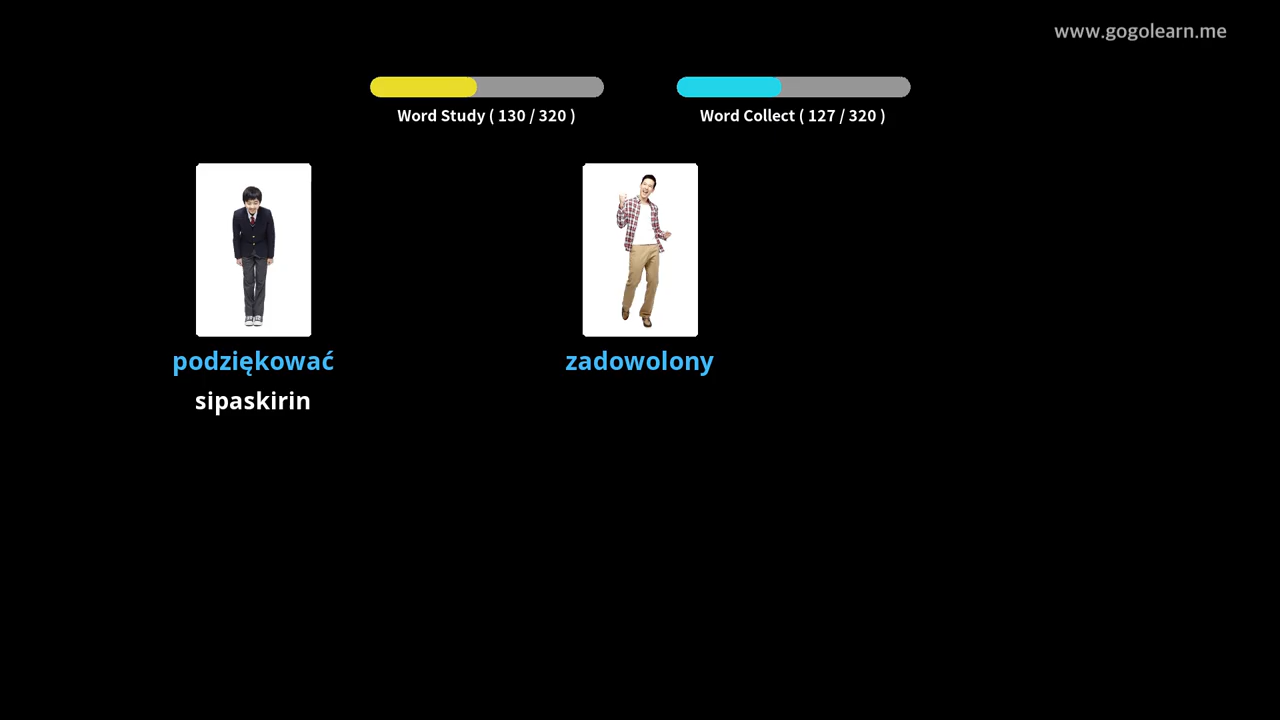 www.gogolearn.me
Word Study ( 130 / 320 )
Word Collect ( 127 / 320 )
podziękować
zadowolony
sipaskirin